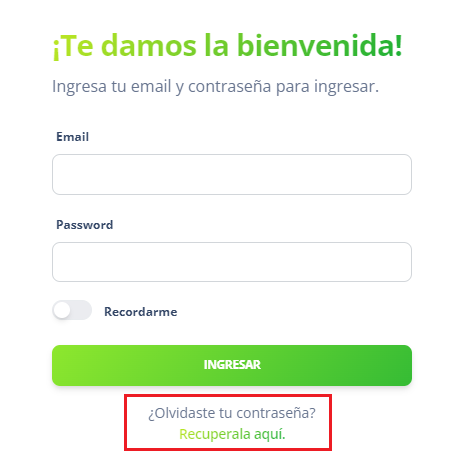 ¡Te damos la bienvenida!
Ingresa tu email y contraseña para ingresar.
Email
Password
Recordarme
INGRESAR
¿Olvidaste tu contraseña?
Recuperala aquí.